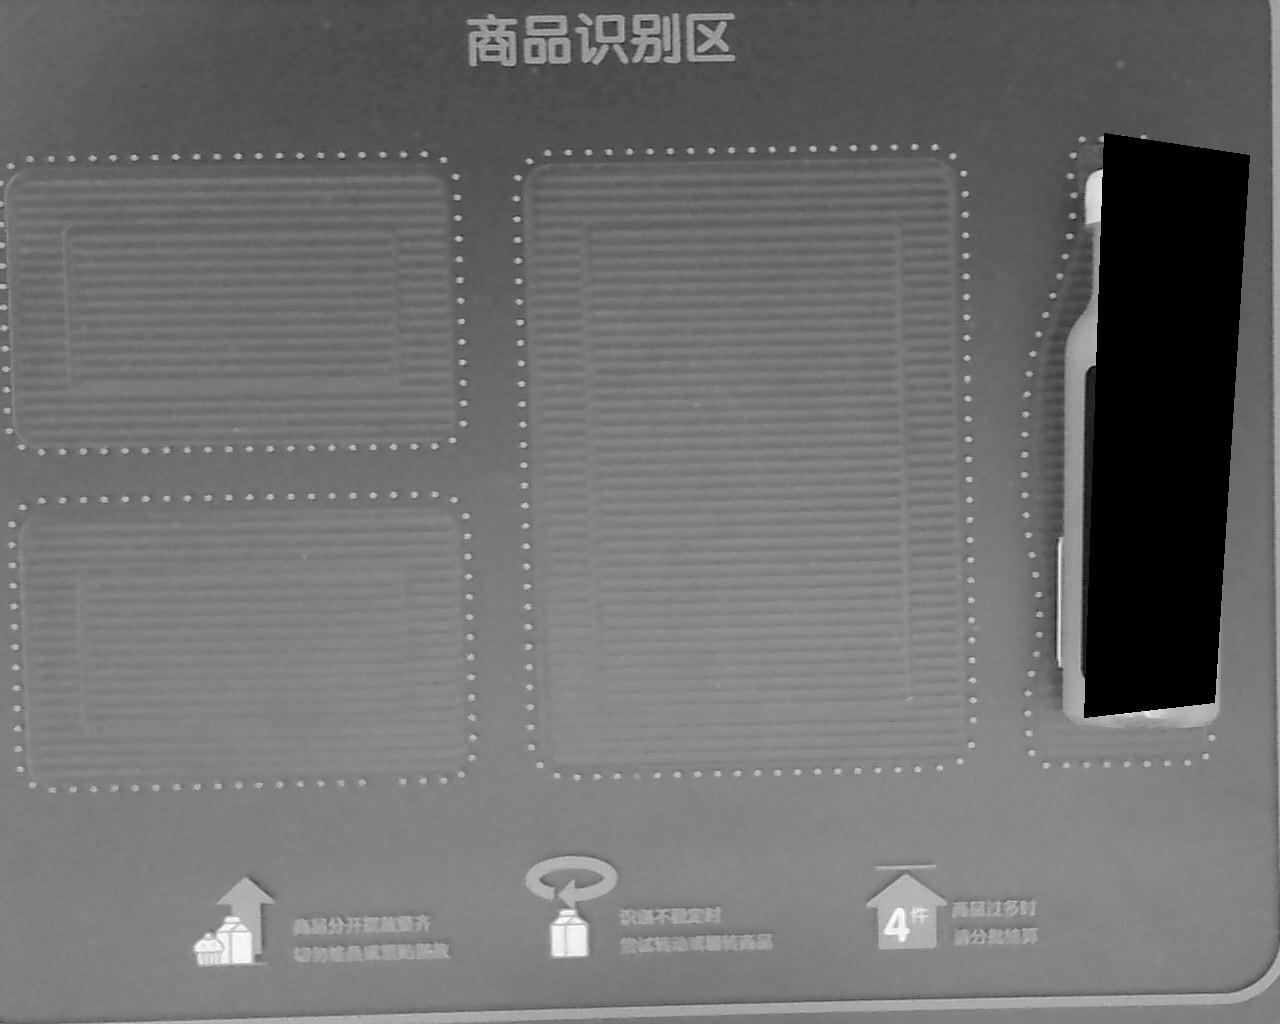 商品识别区
商品分开摆放整齐
切勿堆叠或紧贴摆放
识别不稳定时
尝试转动或翻转商品
4件
商品过多时
请分批结算